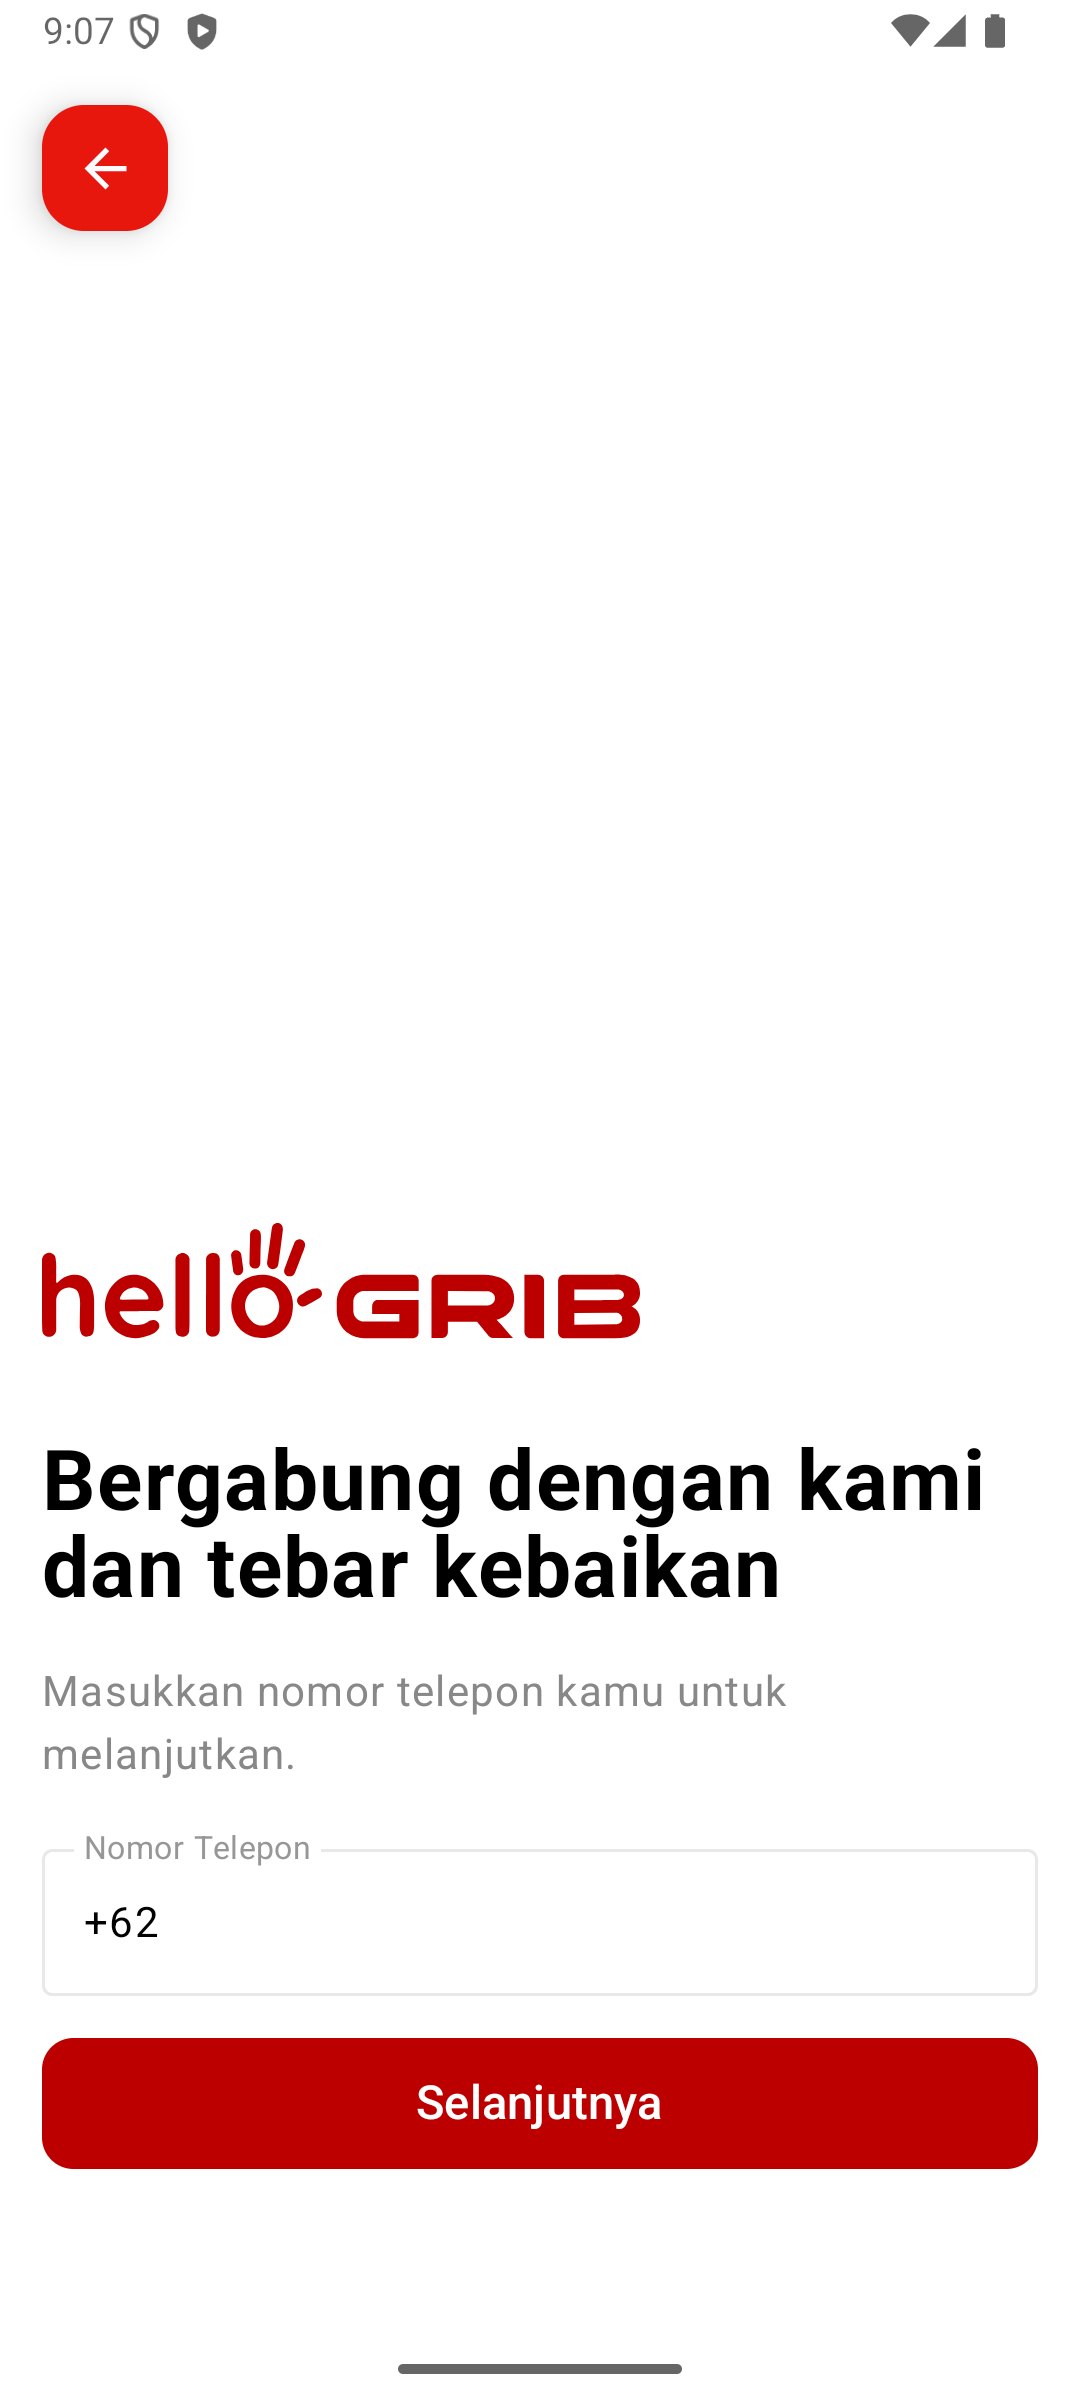 9:07
hello GRIB
Bergabung dengan kami
dan tebar kebaikan
Masukkan nomor telepon kamu untuk
melanjutkan.
Nomor Telepon
+62
Selanjutnya